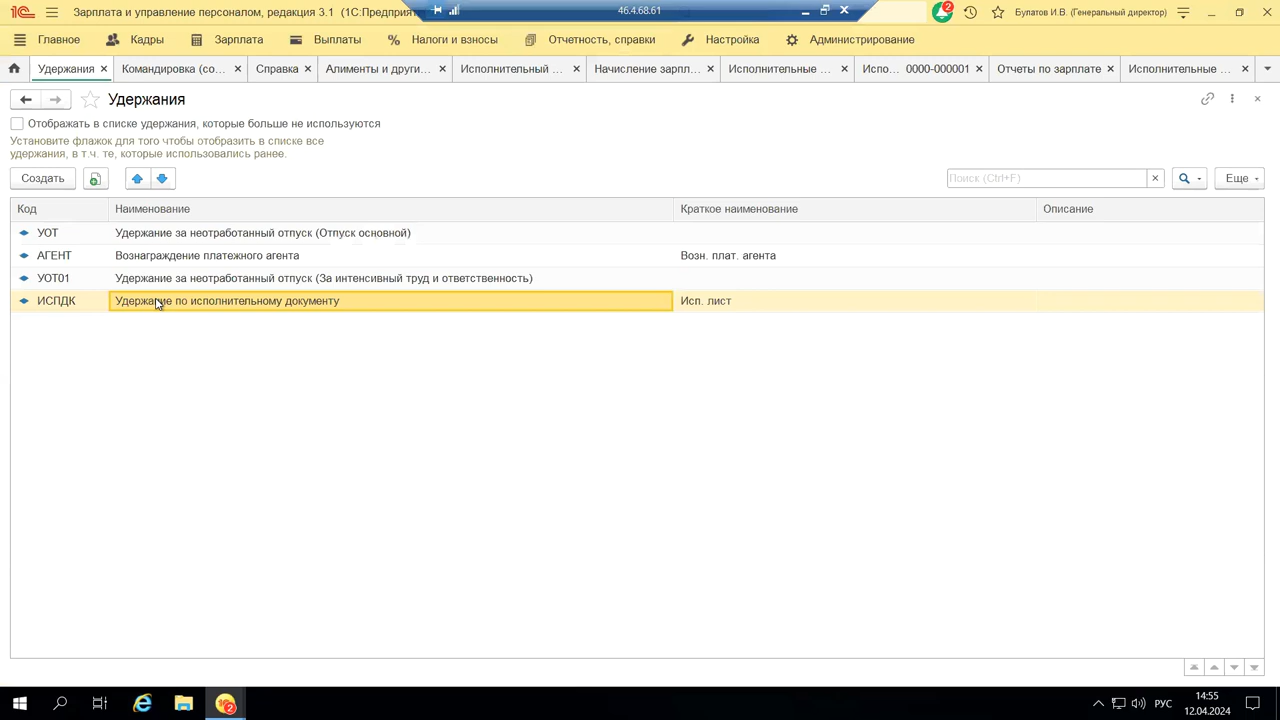 Зарплата и управление персоналом, редакция 3.1 (1С:Предприят
46.4.68.61
2
Булатов И.В. (Генеральный директор)
Главное
Кадры
Зарплата
Выплаты
Налоги и взносы
Отчетность, справки
Настройка
Администрирование
Удержания
Командировка (со...
Справка
Алименты и други...
Исполнительный ...
Начисление зарпл...
Исполнительные ...
Испо... 0000-000001
Отчеты по зарплате
Исполнительные ...
Удержания
Отображать в списке удержания, которые больше не используются
Установите флажок для того чтобы отобразить в списке все
удержания, в т.ч. те, которые использовались ранее.
Создать
Поиск (Ctrl+F)
Еще
Код Наименование Краткое наименование Описание
УОТ Удержание за неотработанный отпуск (Отпуск основной)
АГЕНТ Вознаграждение платежного агента Возн. плат. агента
УОТ01 Удержание за неотработанный отпуск (За интенсивный труд и ответственность)
ИСПДК Удержание по исполнительному документу Исп. лист
2
РУС
14:55
12.04.2024